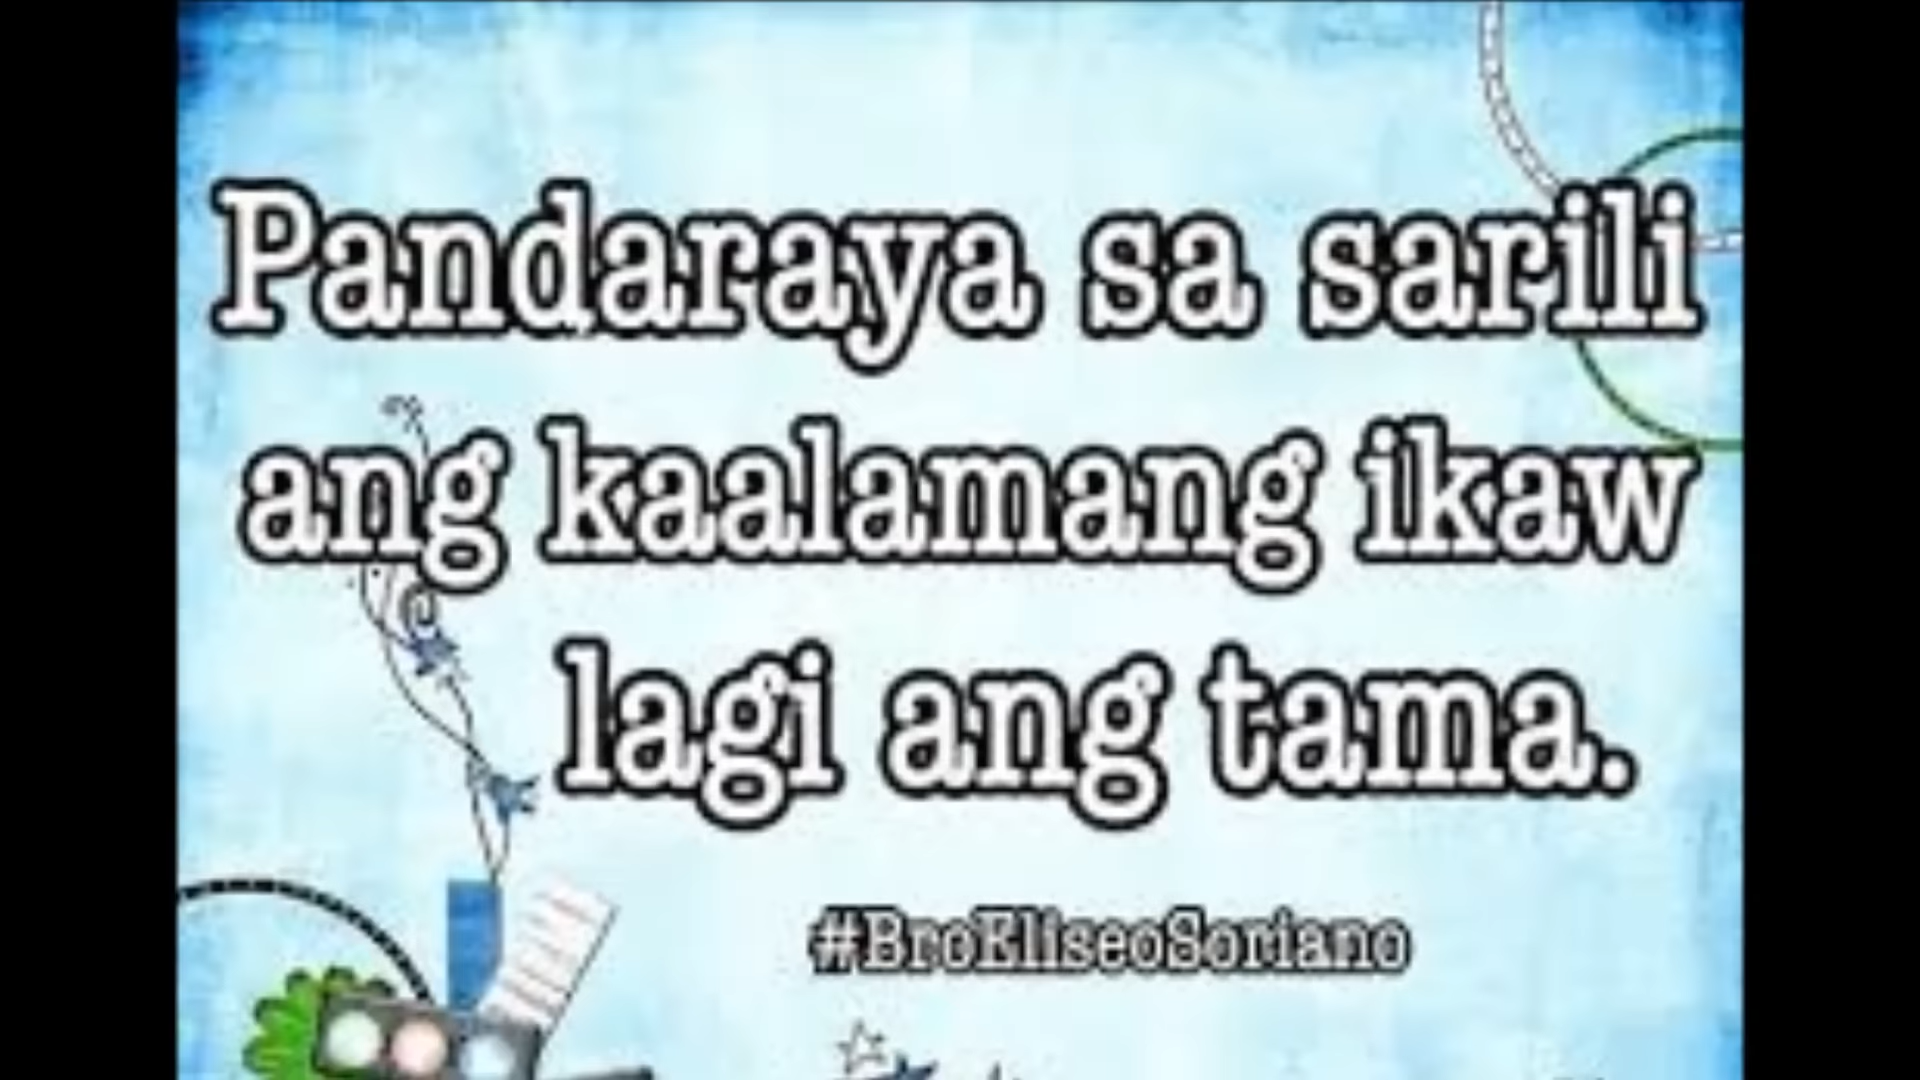 Pandaraya sa sarili
ang kaalamang ikaw
lagi ang tama.
#BroEliseoSoriano